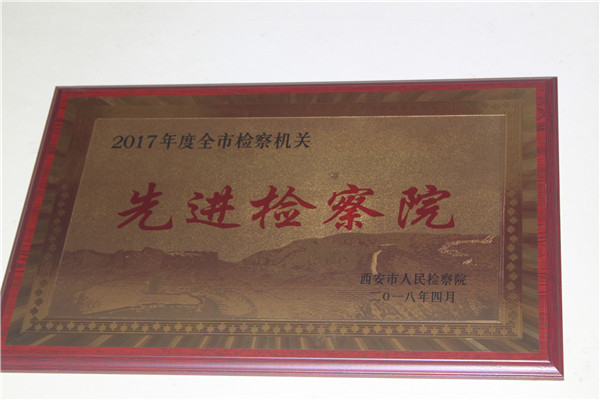 2017年度全市检察机关
先进检察院
西安市人民检察院
二〇一八年四月